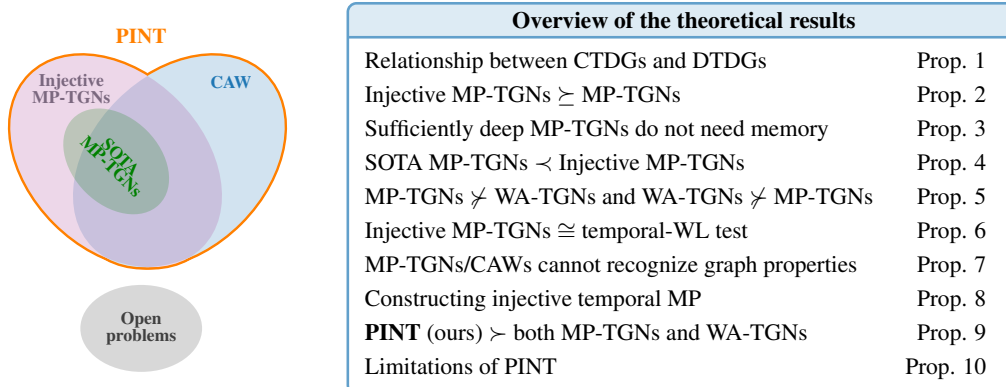 PINT
Injective
MP-TGNs
CAW
SOTA
MP-TGNs
Open
problems
Overview of the theoretical results
Relationship between CTDGs and DTDGs Prop. 1
Injective MP-TGNs ⪰ MP-TGNs Prop. 2
Sufficiently deep MP-TGNs do not need memory Prop. 3
SOTA MP-TGNs ≺ Injective MP-TGNs Prop. 4
MP-TGNs ⊁ WA-TGNs and WA-TGNs ⊁ MP-TGNs Prop. 5
Injective MP-TGNs ≅ temporal-WL test Prop. 6
MP-TGNs/CAWs cannot recognize graph properties Prop. 7
Constructing injective temporal MP Prop. 8
PINT (ours) ≻ both MP-TGNs and WA-TGNs Prop. 9
Limitations of PINT Prop. 10